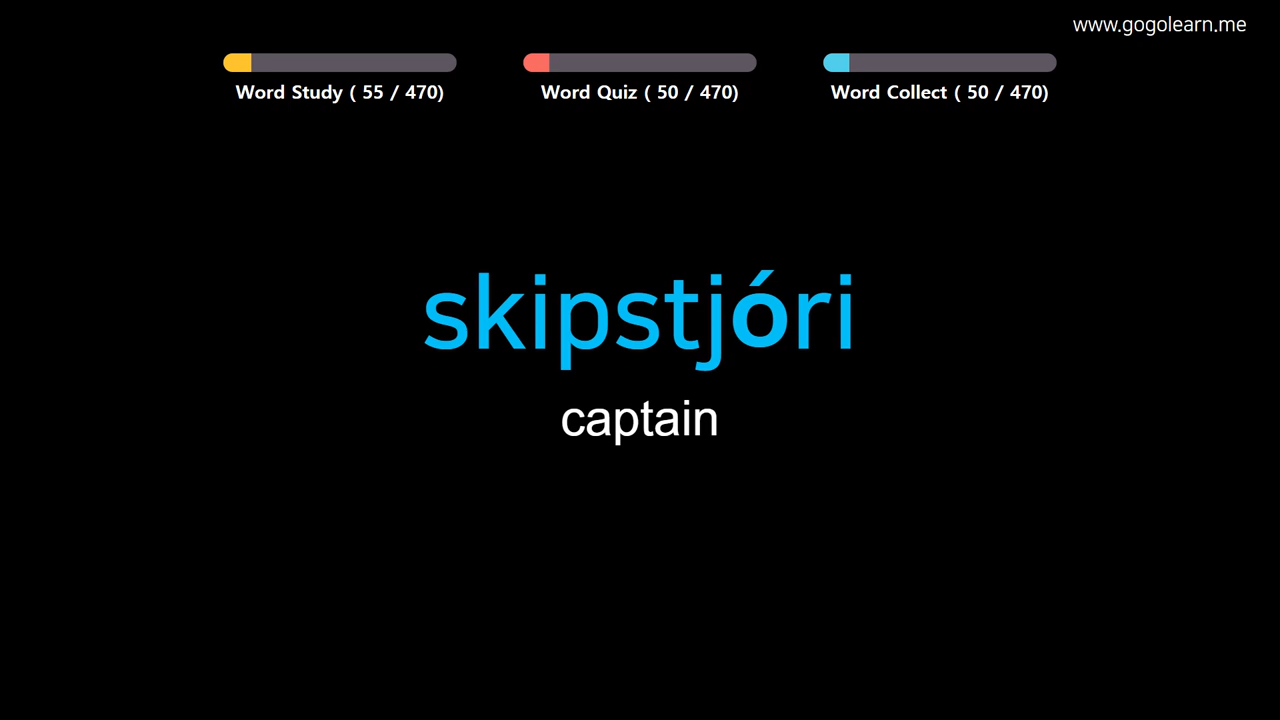 www.gogolearn.me
Word Study ( 55 / 470)
Word Quiz ( 50 / 470)
Word Collect ( 50 / 470)
skipstjóri
captain